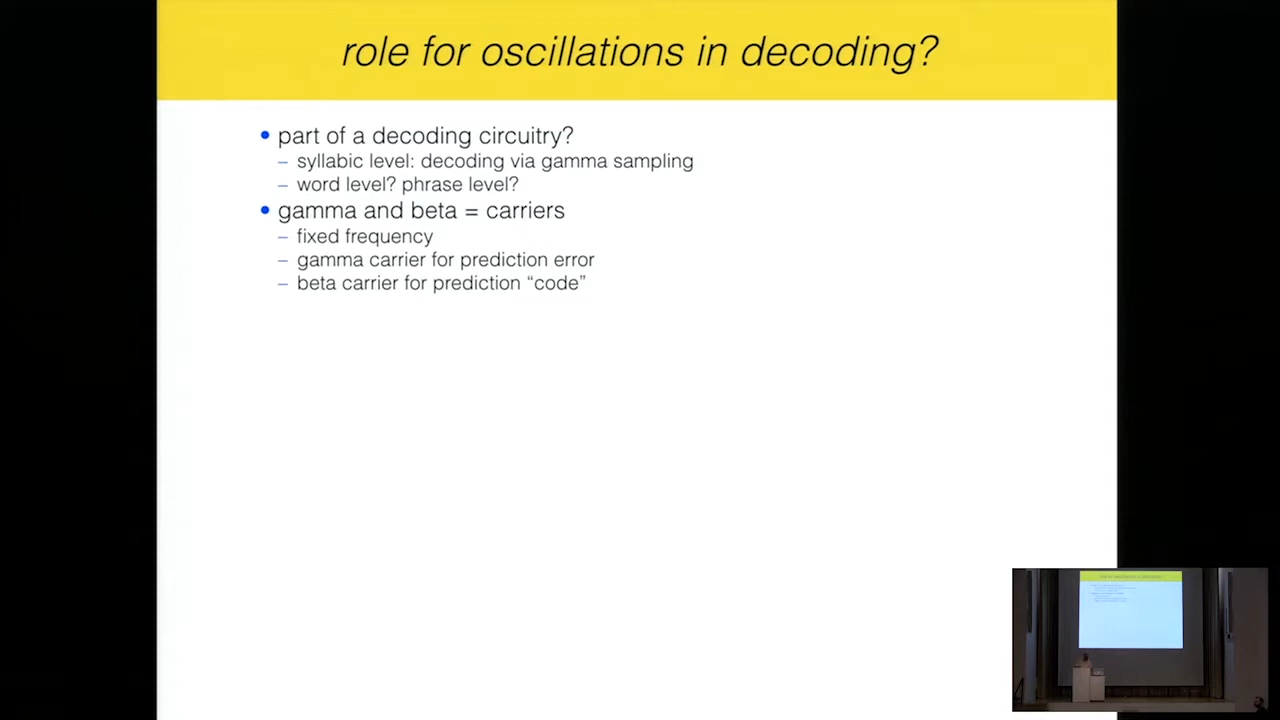 role for oscillations in decoding?
• part of a decoding circuitry?
– syllabic level: decoding via gamma sampling
– word level? phrase level?
• gamma and beta = carriers
– fixed frequency
– gamma carrier for prediction error
– beta carrier for prediction “code”